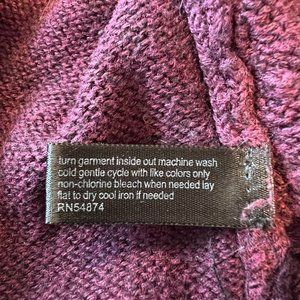 turn garment inside out machine wash
cold gentle cycle with like colors only
non-chlorine bleach when needed lay
flat to dry cool iron if needed
RN54874